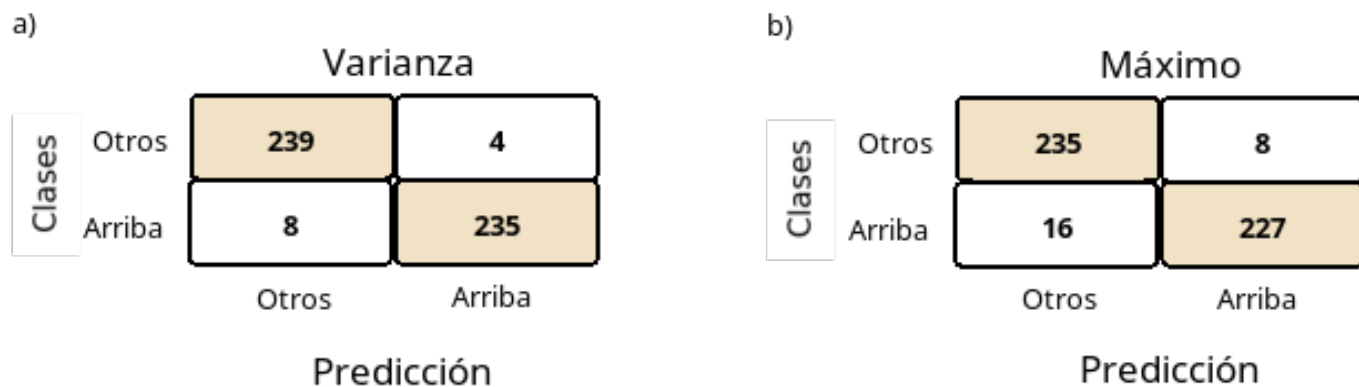 a)
Varianza
Clases
Otros 239 4
Arriba 8 235
Otros Arriba
Predicción
b)
Máximo
Clases
Otros 235 8
Arriba 16 227
Otros Arriba
Predicción